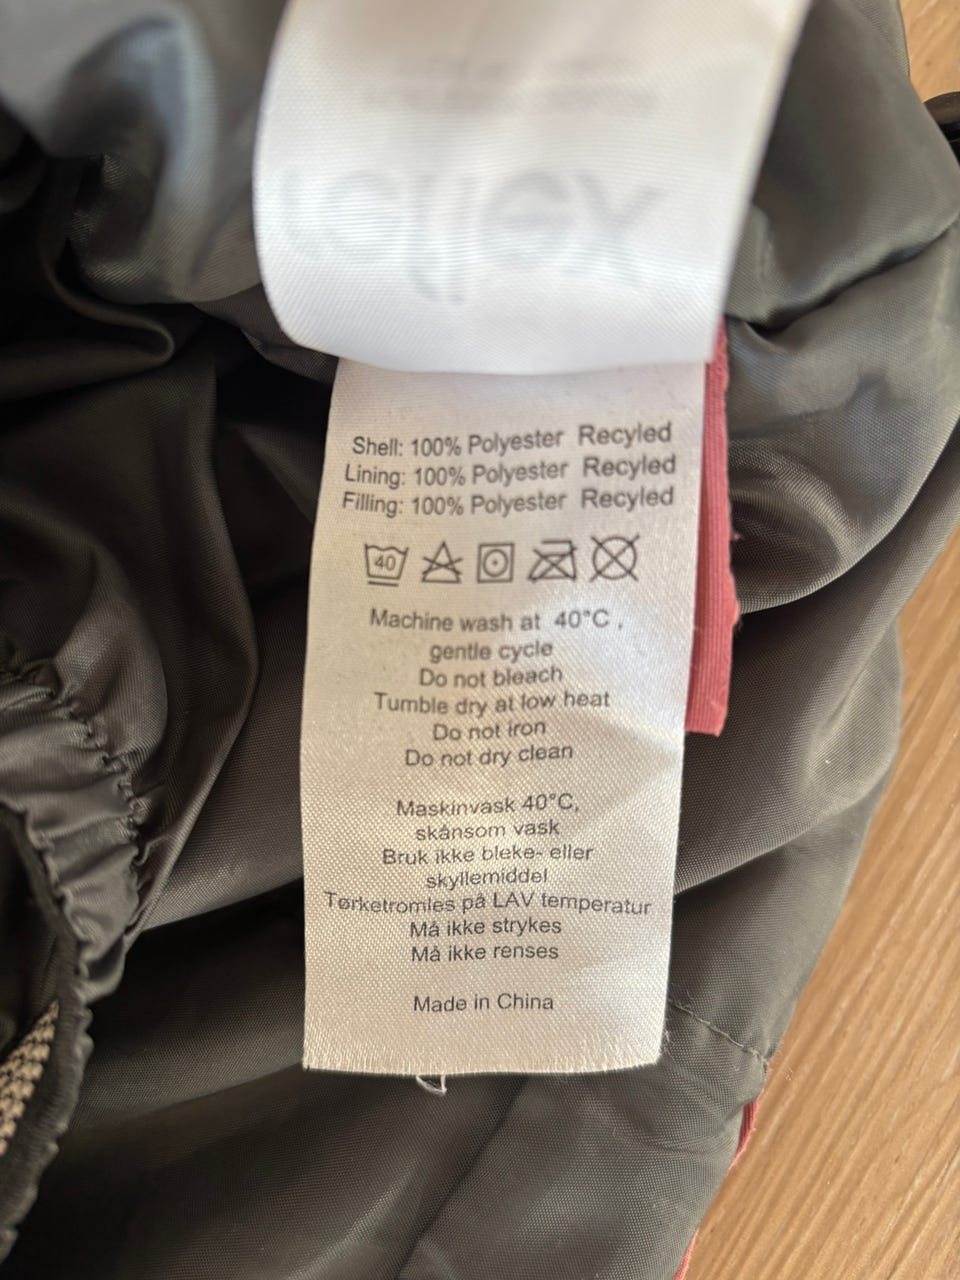 Shell: 100% Polyester Recyled
Lining: 100% Polyester Recyled
Filling: 100% Polyester Recyled
40
Machine wash at 40°C ,
gentle cycle
Do not bleach
Tumble dry at low heat
Do not iron
Do not dry clean
Maskinvask 40°C,
skånsom vask
Bruk ikke bleke- eller
skyllemiddel
Tørketromles på LAV temperatur
Må ikke strykes
Må ikke renses
Made in China